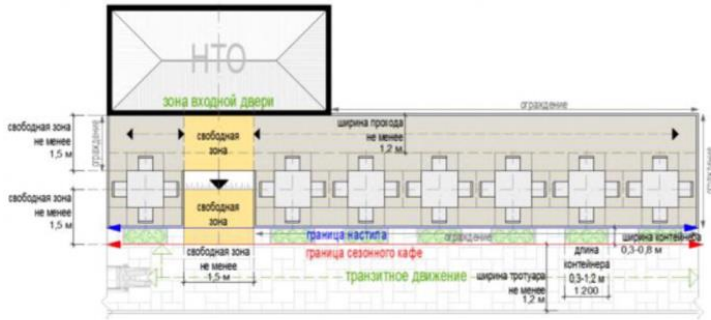 НТО
зона входной двери
ограждение
свободная зона
не менее
1,5 м
ограждение
свободная
зона
ширина прохода
не менее
1,2 м
ограждение
свободная зона
не менее
1,5 м
свободная
зона
граница настила
ограждение
ширина контейнера
0,3-0,8 м
граница сезонного кафе
свободная зона
не менее
1,5 м
транзитное движение
ширина тротуара
не менее
1,2 м
длина
контейнера
0,3-1,2 м
1 200